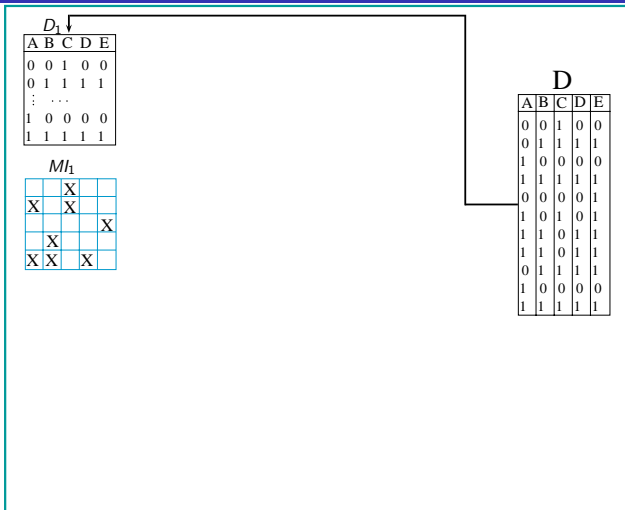 D₁
A B C D E
0 0 1 0 0
0 1 1 1 1
⋮ ⋯
1 0 0 0 0
1 1 1 1 1
MI₁
X
X X
X
X
X X X
D
A B C D E
0 0 1 0 0
0 1 1 1 1
1 0 0 0 0
1 1 1 1 1
0 0 0 0 1
1 0 1 0 1
1 1 0 1 1
1 1 0 1 1
0 1 1 1 1
1 0 0 0 0
1 1 1 1 1